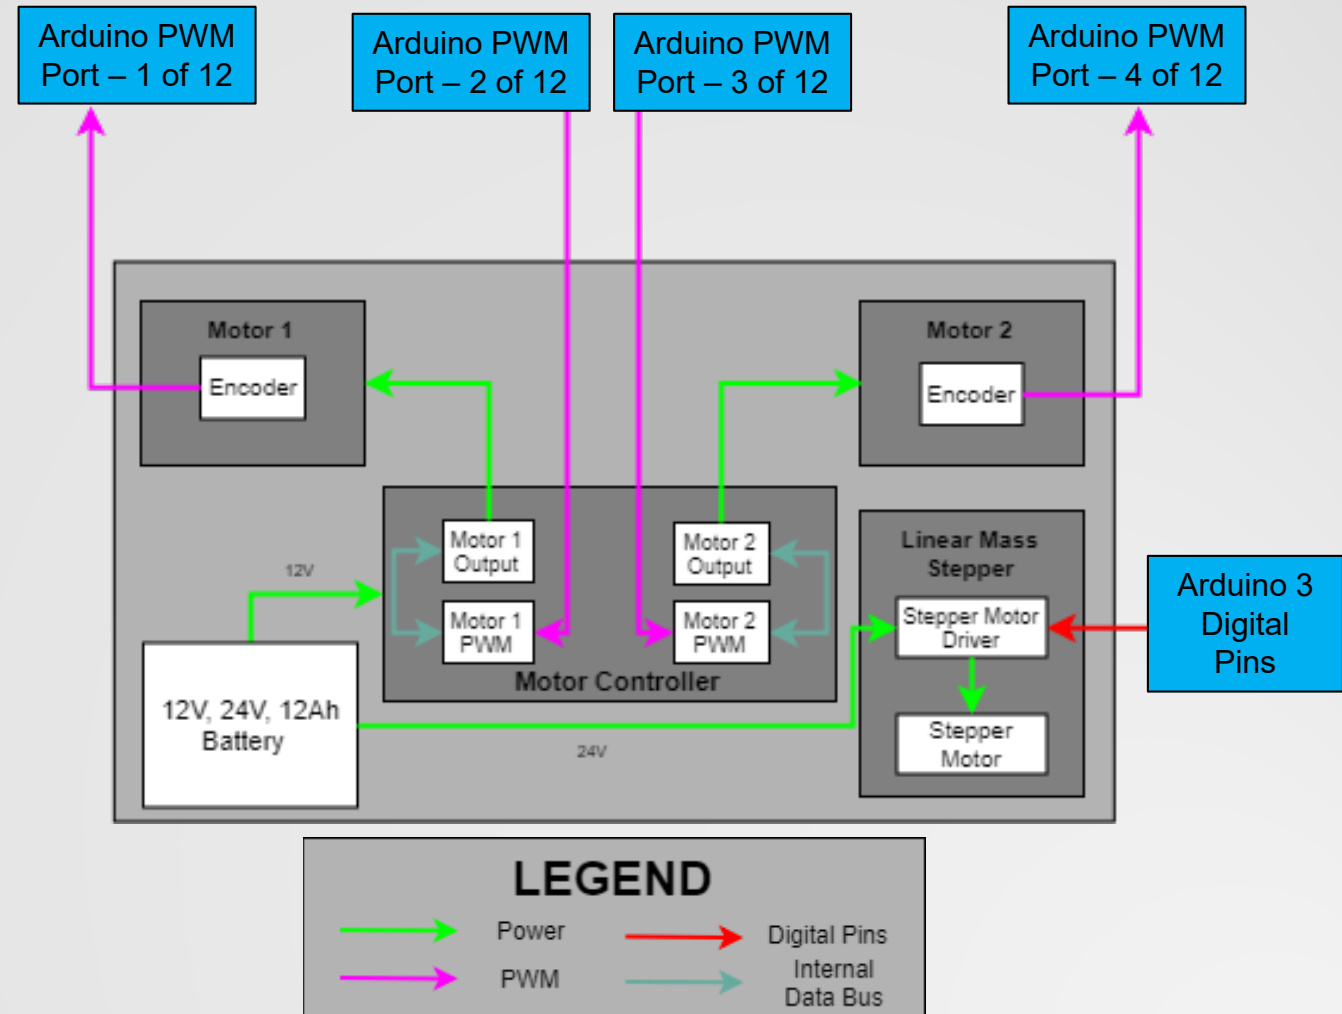 Arduino PWM
Port – 1 of 12
Arduino PWM
Port – 2 of 12
Arduino PWM
Port – 3 of 12
Arduino PWM
Port – 4 of 12
Motor 1
Encoder
Motor 2
Encoder
Motor 1
Output
Motor 2
Output
Motor 1
PWM
Motor 2
PWM
Motor Controller
12V
12V, 24V, 12Ah
Battery
24V
Linear Mass
Stepper
Stepper Motor
Driver
Stepper
Motor
Arduino 3
Digital
Pins
LEGEND
Power
Digital Pins
PWM
Internal
Data Bus